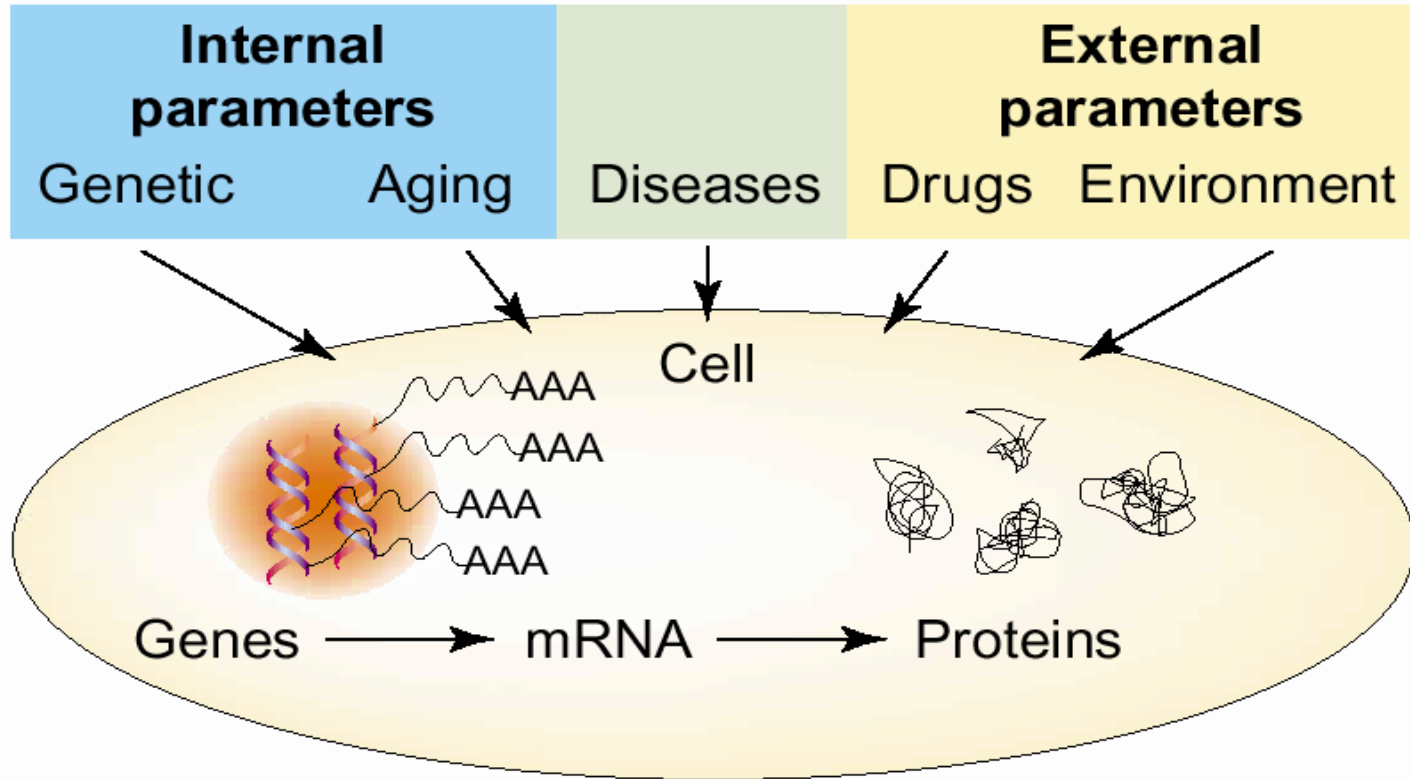 Internal
parameters
Genetic Aging
Diseases
External
parameters
Drugs Environment
Cell
AAA
AAA
AAA
AAA
Genes mRNA Proteins